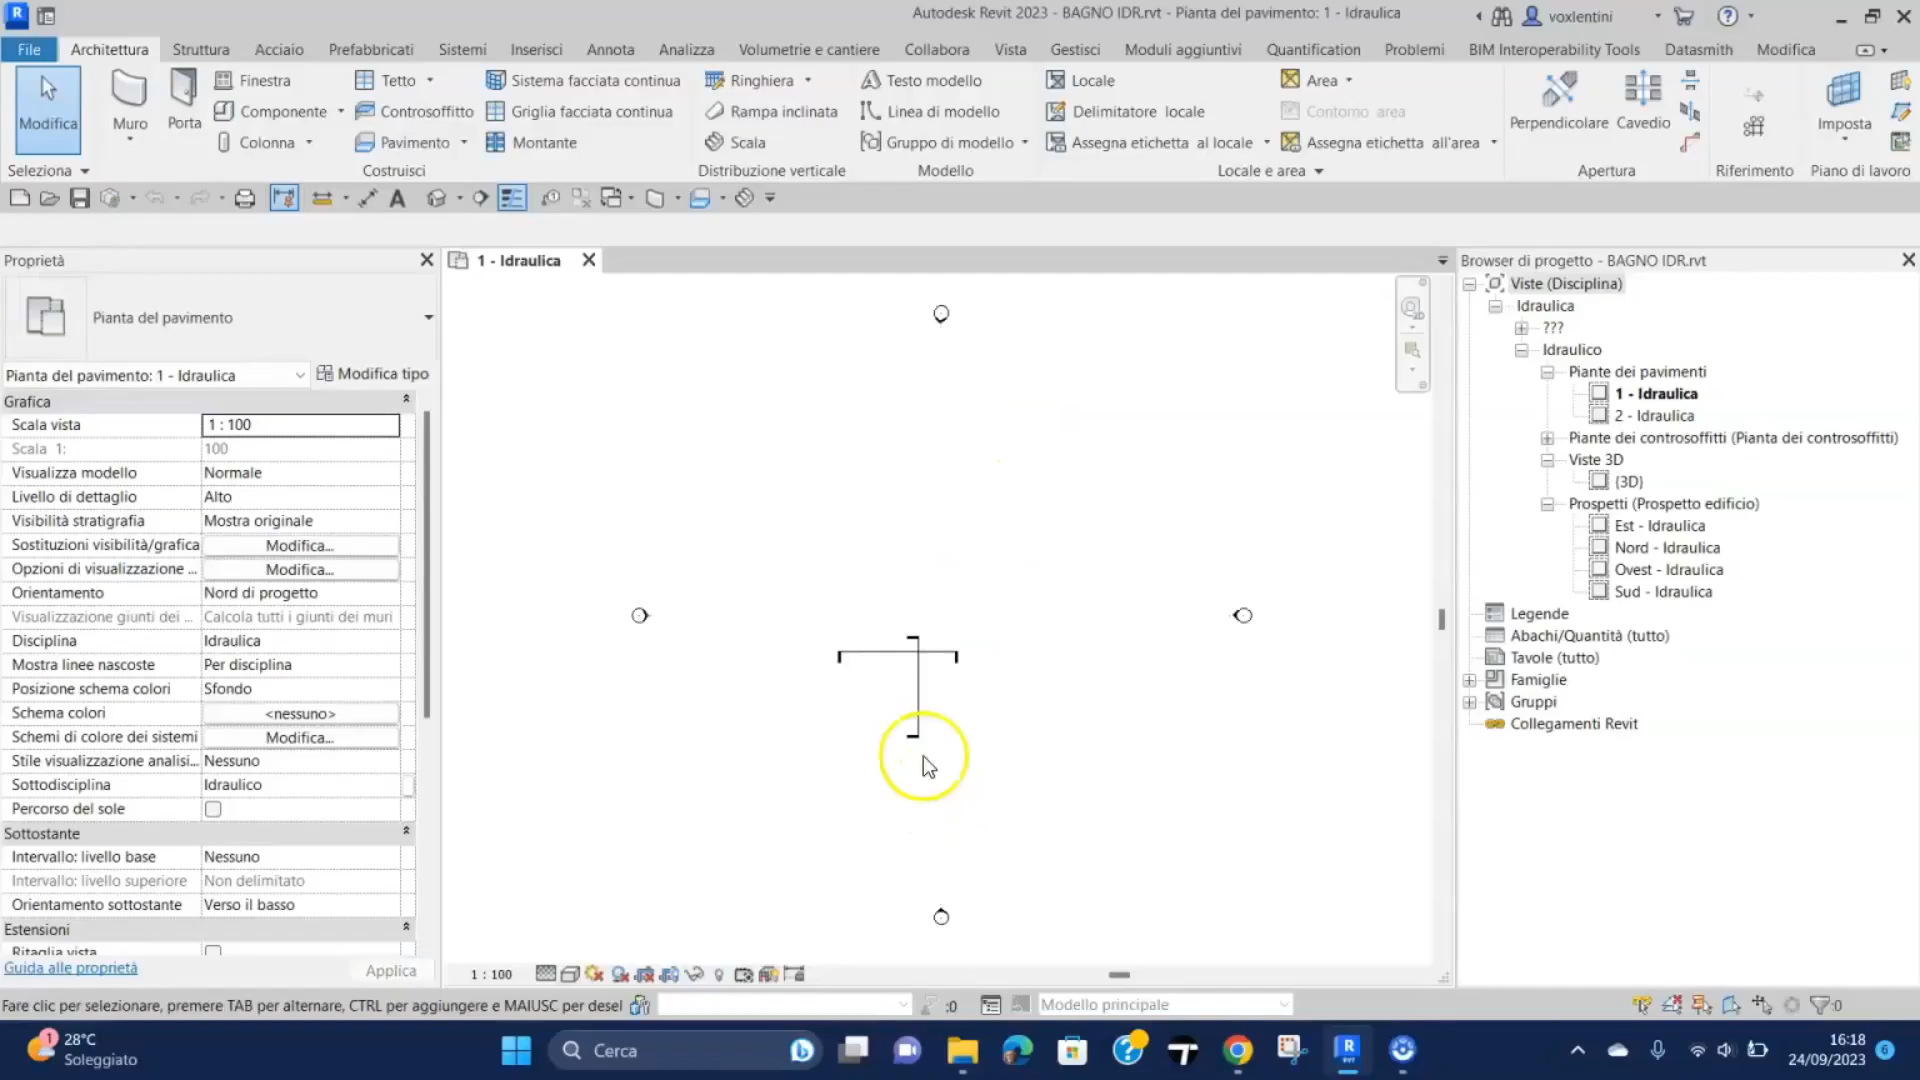 Autodesk Revit 2023 - BAGNO IDR.rvt - Pianta del pavimento: 1 - Idraulica
voxlentini
File Architettura Struttura Acciaio Prefabbricati Sistemi Inserisci Annota Analizza Volumetrie e cantiere Collabora Vista Gestisci Moduli aggiuntivi Quantification Problemi BIM Interoperability Tools Datasmith Modifica
Finestra Tetto Sistema facciata continua Ringhiera Testo modello Locale Area
Componente Controsoffitto Griglia facciata continua Rampa inclinata Linea di modello Delimitatore locale Contorno area
Modifica Muro Porta Perpendicolare Cavedio Imposta
Colonna Pavimento Montante Scala Gruppo di modello Assegna etichetta al locale Assegna etichetta all'area
Seleziona Costruisci Distribuzione verticale Modello Locale e area Apertura Riferimento Piano di lavoro
Proprietà
Pianta del pavimento
Pianta del pavimento: 1 - Idraulica Modifica tipo
Grafica
Scala vista 1 : 100
Scala 1: 100
Visualizza modello Normale
Livello di dettaglio Alto
Visibilità stratigrafia Mostra originale
Sostituzioni visibilità/grafica Modifica...
Opzioni di visualizzazione ... Modifica...
Orientamento Nord di progetto
Visualizzazione giunti dei ... Calcola tutti i giunti dei muri
Disciplina Idraulica
Mostra linee nascoste Per disciplina
Posizione schema colori Sfondo
Schema colori <nessuno>
Schemi di colore dei sistemi Modifica...
Stile visualizzazione analisi... Nessuno
Sottodisciplina Idraulico
Percorso del sole
Sottostante
Intervallo: livello base Nessuno
Intervallo: livello superiore Non delimitato
Orientamento sottostante Verso il basso
Estensioni
Ritaglia vista
Guida alle proprietà Applica
1 - Idraulica
1 : 100
Browser di progetto - BAGNO IDR.rvt
Viste (Disciplina)
Idraulica
???
Idraulico
Piante dei pavimenti
1 - Idraulica
2 - Idraulica
Piante dei controsoffitti (Pianta dei controsoffitti)
Viste 3D
{3D}
Prospetti (Prospetto edificio)
Est - Idraulica
Nord - Idraulica
Ovest - Idraulica
Sud - Idraulica
Legende
Abachi/Quantità (tutto)
Tavole (tutto)
Famiglie
Gruppi
Collegamenti Revit
Fare clic per selezionare, premere TAB per alternare, CTRL per aggiungere e MAIUSC per desel :0 Modello principale :0
28°C
Soleggiato
Cerca
16:18
24/09/2023
6